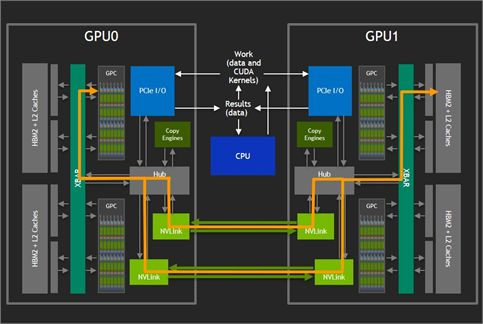 GPU0
GPU1
Work
(data and
CUDA
Kernels)
Results
(data)
CPU
HBM2 + L2 Caches
XBAR
GPC
PCIe I/O
Copy
Engines
Hub
NVLink
HBM2 + L2 Caches
GPC
NVLink
PCIe I/O
GPC
XBAR
HBM2 + L2 Caches
Copy
Engines
Hub
NVLink
GPC
HBM2 + L2 Caches
NVLink